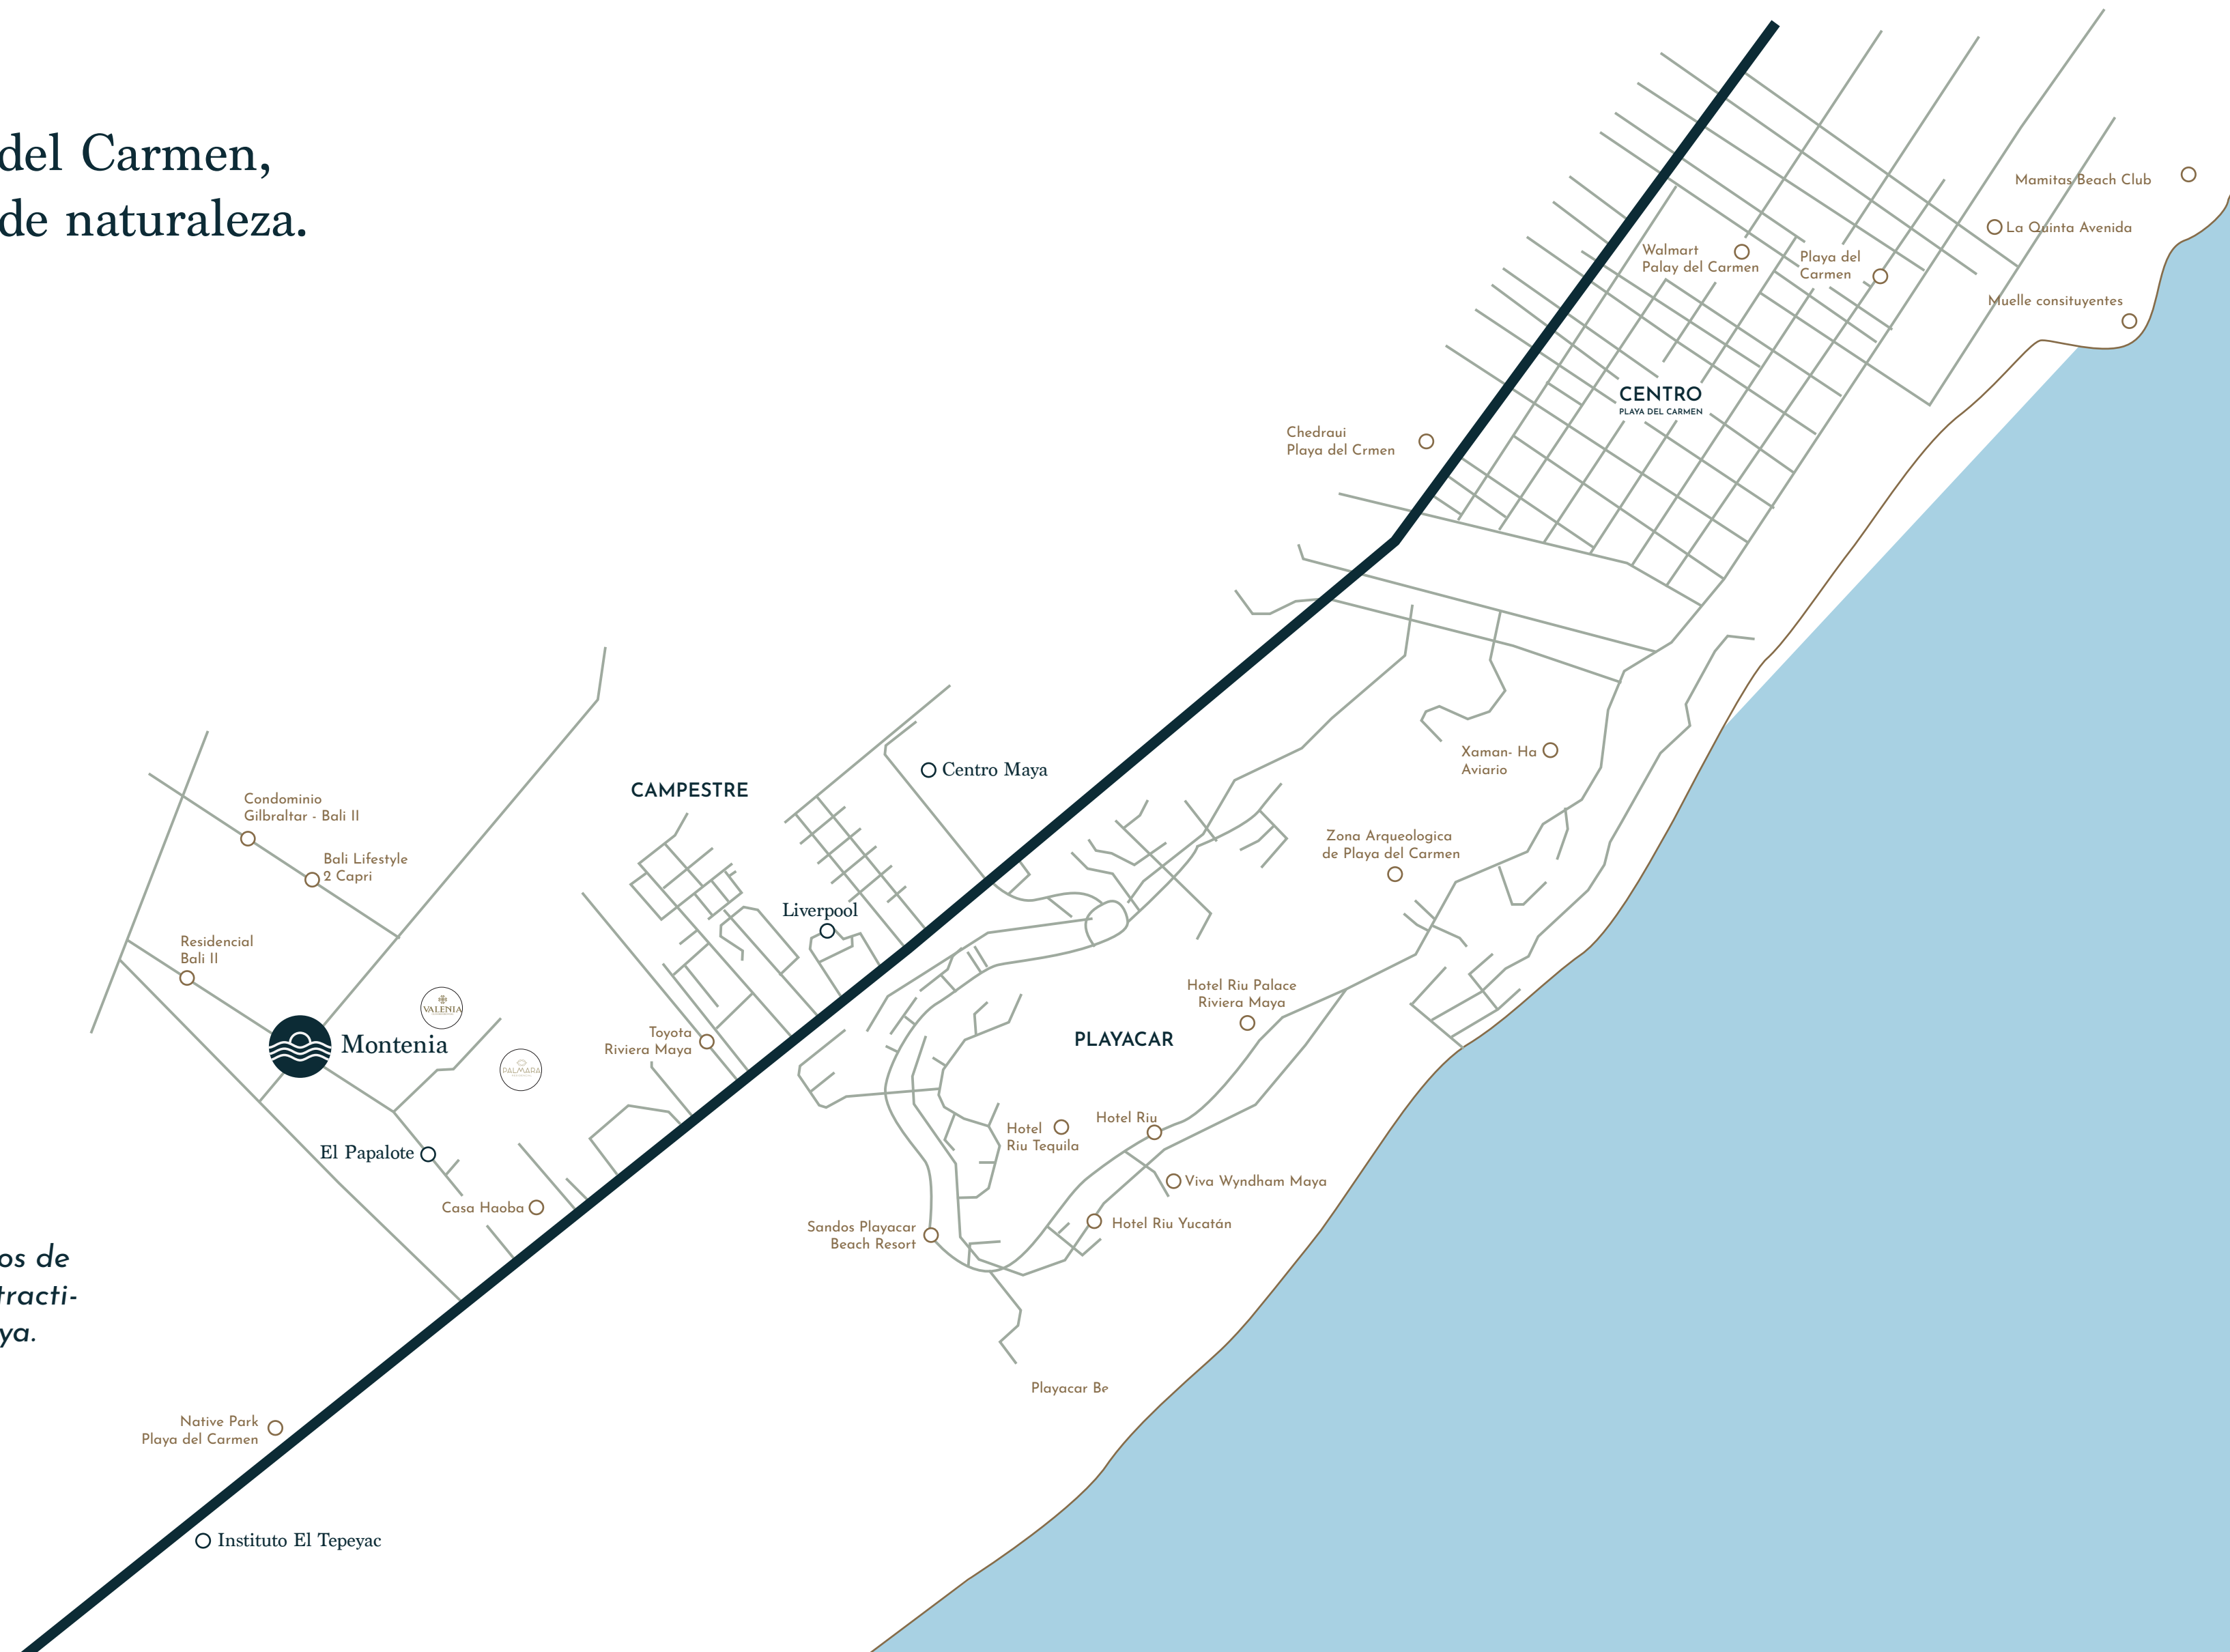 del Carmen,
de naturaleza.
Mamitas Beach Club
La Quinta Avenida
Walmart
Palay del Carmen
Playa del
Carmen
Muelle consituyentes
CENTRO
PLAYA DEL CARMEN
Chedraui
Playa del Crmen
Xaman- Ha
Aviario
Centro Maya
CAMPESTRE
Condominio
Gilbraltar - Bali II
Bali Lifestyle
2 Capri
Zona Arqueologica
de Playa del Carmen
Liverpool
Residencial
Bali II
Hotel Riu Palace
Riviera Maya
VALENIA
Montenia
Toyota
Riviera Maya
PLAYACAR
PALMARA
Hotel Riu
Hotel
Riu Tequila
El Papalote
Viva Wyndham Maya
Casa Haoba
Hotel Riu Yucatán
Sandos Playacar
Beach Resort
os de
tracti-
ya.
Playacar Be
Native Park
Playa del Carmen
Instituto El Tepeyac